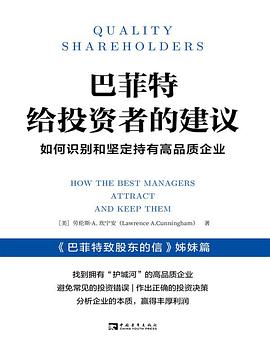 QUALITY
SHAREHOLDERS
巴菲特
给投资者的建议
如何识别和坚定持有高品质企业
HOW THE BEST MANAGERS
ATTRACT
AND KEEP THEM
[美] 劳伦斯·A. 坎宁安 (Lawrence A.Cunningham) 著
《巴菲特致股东的信》姊妹篇
找到拥有“护城河”的高品质企业
避免常见的投资错误 | 作出正确的投资决策
分析企业的本质，赢得丰厚利润
中国青年出版社